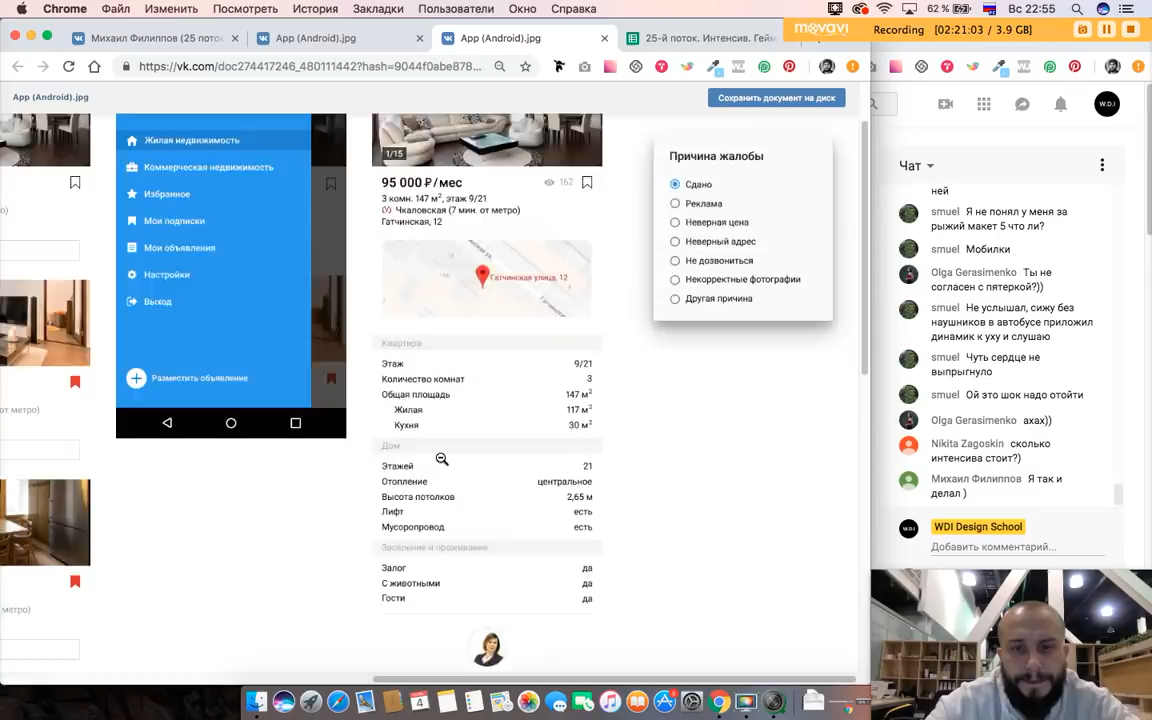 Chrome Файл Изменить Посмотреть История Закладки Люди Окно Справка
62 % Вс 22:55
movavi Recording [02:21:03 / 3.9 GB]
Михаил Филиппов (25 пото
App (Android).jpg
App (Android).jpg
25-й поток. Интенсив. Гейм
https://vk.com/doc274417246_480111442?hash=9044f0abe878...
App (Android).jpg
Сохранить документ на диск
W.D.I
Жилая недвижимость
Коммерческая недвижимость
Избранное
Мои подписки
Мои объявления
Настройки
Выход
Разместить объявление
о)
от метро)
метро)
1/15
95 000 ₽/мес
162
3 комн. 147 м², этаж 9/21
Чкаловская (7 мин. от метро)
Гатчинская, 12
Гатчинская улица, 12
Квартира
Этаж 9/21
Количество комнат 3
Общая площадь 147 м²
Жилая 117 м²
Кухня 30 м²
Дом
Этажей 21
Отопление центральное
Высота потолков 2,65 м
Лифт есть
Мусоропровод есть
Заселение и проживание
Залог да
С животными да
Гости да
Причина жалобы
Сдано
Реклама
Неверная цена
Неверный адрес
Не дозвониться
Некорректные фотографии
Другая причина
Чат
ней
smuel Я не понял у меня за
рыжий макет 5 что ли?
smuel Мобилки
Olga Gerasimenko Ты не
согласен с пятеркой?))
smuel Не услышал, сижу без
наушников в автобусе приложил
динамик к уху и слушаю
smuel Чуть сердце не
выпрыгнуло
smuel Ой это шок надо отойти
Olga Gerasimenko ахах))
Nikita Zagoskin сколько
интенсива стоит?)
Михаил Филиппов Я так и
делал )
W.D.I
WDI Design School
Добавить комментарий...
4